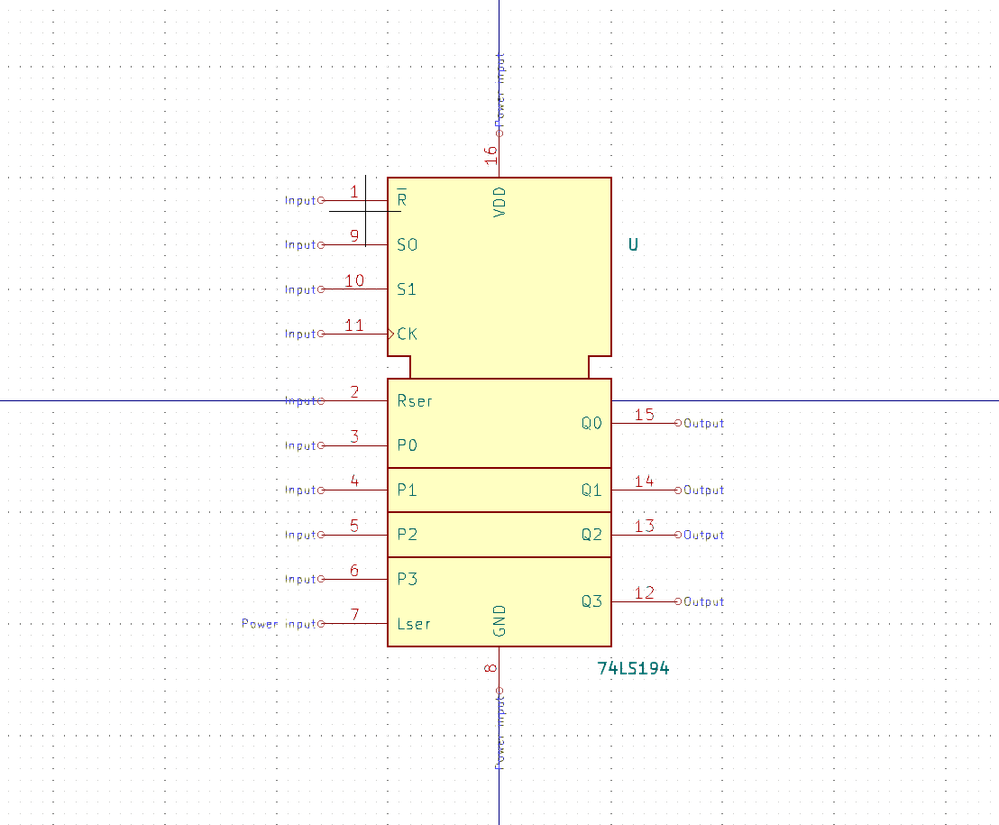 Power input
16
VDD
Input 1 R̅
Input 9 S0
U
Input 10 S1
Input 11 CK
Input 2 Rser
Q0 15 Output
Input 3 P0
Input 4 P1
Q1 14 Output
Input 5 P2
Q2 13 Output
Input 6 P3
Q3 12 Output
Power input 7 Lser
GND
8
74LS194
Power input